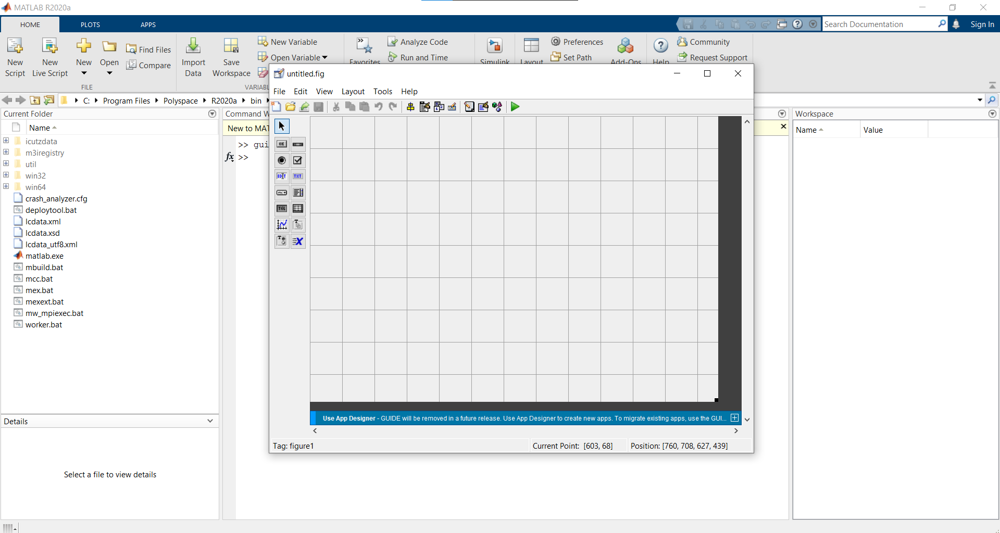 MATLAB R2020a
HOME
PLOTS
APPS
Search Documentation
Sign In
New Script
New Live Script
New
Open
Find Files
Compare
Import Data
Save Workspace
New Variable
Open Variable
Favorites
Analyze Code
Run and Time
Simulink
Layout
Preferences
Set Path
Add-Ons
Help
Community
Request Support
FILE
VARIABL
C:
Program Files
Polyspace
R2020a
bin
Current Folder
Name
icutzdata
m3iregistry
util
win32
win64
crash_analyzer.cfg
deploytool.bat
lcdata.xml
lcdata.xsd
lcdata_utf8.xml
matlab.exe
mbuild.bat
mcc.bat
mex.bat
mexext.bat
mw_mpiexec.bat
worker.bat
Details
Select a file to view details
Command W
New to MAT
>> gui
fx >>
untitled.fig
File Edit View Layout Tools Help
OK
EDIT
TXT
TGL
Use App Designer - GUIDE will be removed in a future release. Use App Designer to create new apps. To migrate existing apps, use the GUI...
Tag: figure1
Current Point: [603, 68]
Position: [760, 708, 627, 439]
Workspace
Name
Value